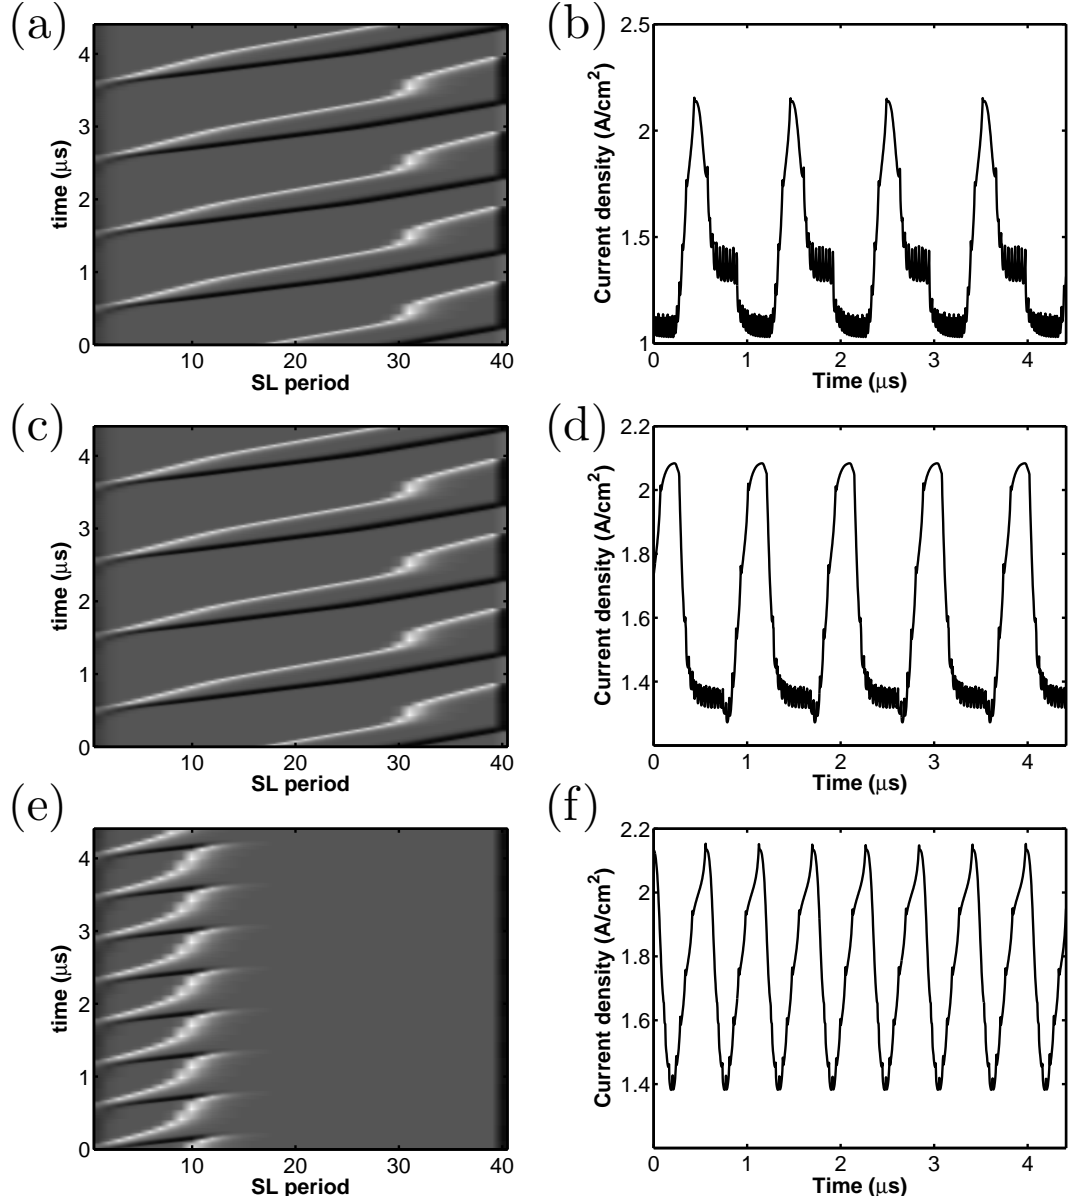 (a)
time (μs)
4
3
2
1
0
10 20 30 40
SL period
(b)
Current density (A/cm²)
2.5
2
1.5
1
0 1 2 3 4
Time (μs)
(c)
time (μs)
4
3
2
1
0
10 20 30 40
SL period
(d)
Current density (A/cm²)
2.2
2
1.8
1.6
1.4
0 1 2 3 4
Time (μs)
(e)
time (μs)
4
3
2
1
0
10 20 30 40
SL period
(f)
Current density (A/cm²)
2.2
2
1.8
1.6
1.4
0 1 2 3 4
Time (μs)